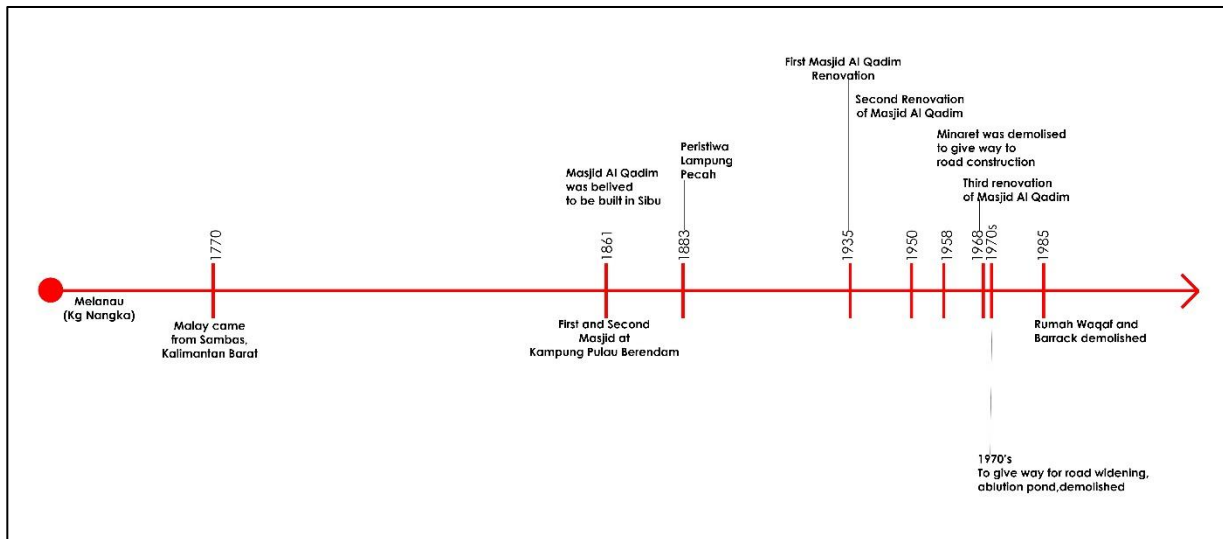 First Masjid Al Qadim
Renovation
Second Renovation
of Masjid Al Qadim
Minaret was demolised
to give way to
road construction
Peristiwa
Lampung
Pecah
Masjid Al Qadim
was belived
to be built in Sibu
Third renovation
of Masjid Al Qadim
1770
1861
1883
1935
1950
1958
1968
1970s
1985
Melanau
(Kg Nangka)
Malay came
from Sambas,
Kalimantan Barat
First and Second
Masjid at
Kampung Pulau Berendam
Rumah Waqaf and
Barrack demolished
1970's
To give way for road widening,
ablution pond,demolished